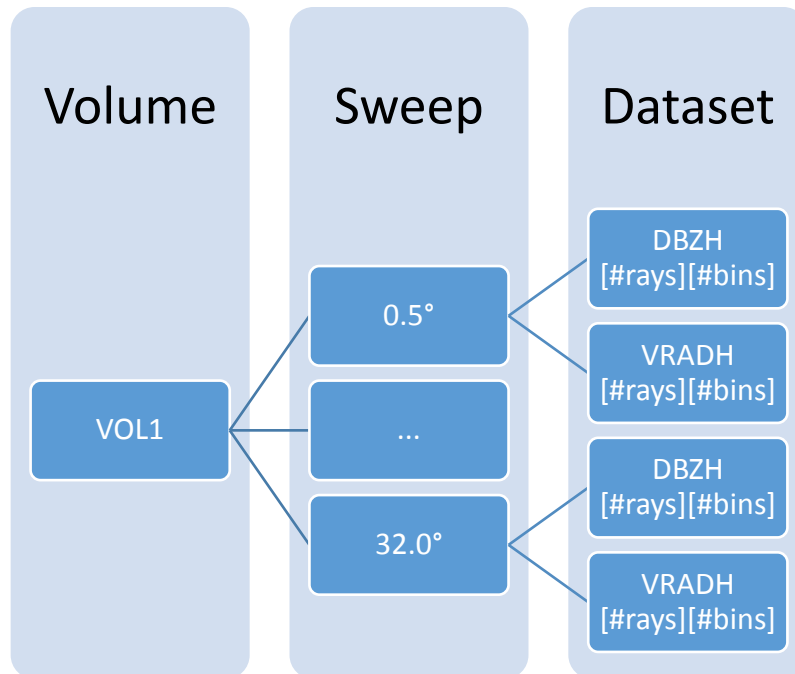 Volume
Sweep
Dataset
VOL1
0.5°
...
32.0°
DBZH
[#rays][#bins]
VRADH
[#rays][#bins]
DBZH
[#rays][#bins]
VRADH
[#rays][#bins]